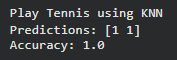 Play Tennis using KNN
Predictions: [1 1]
Accuracy: 1.0